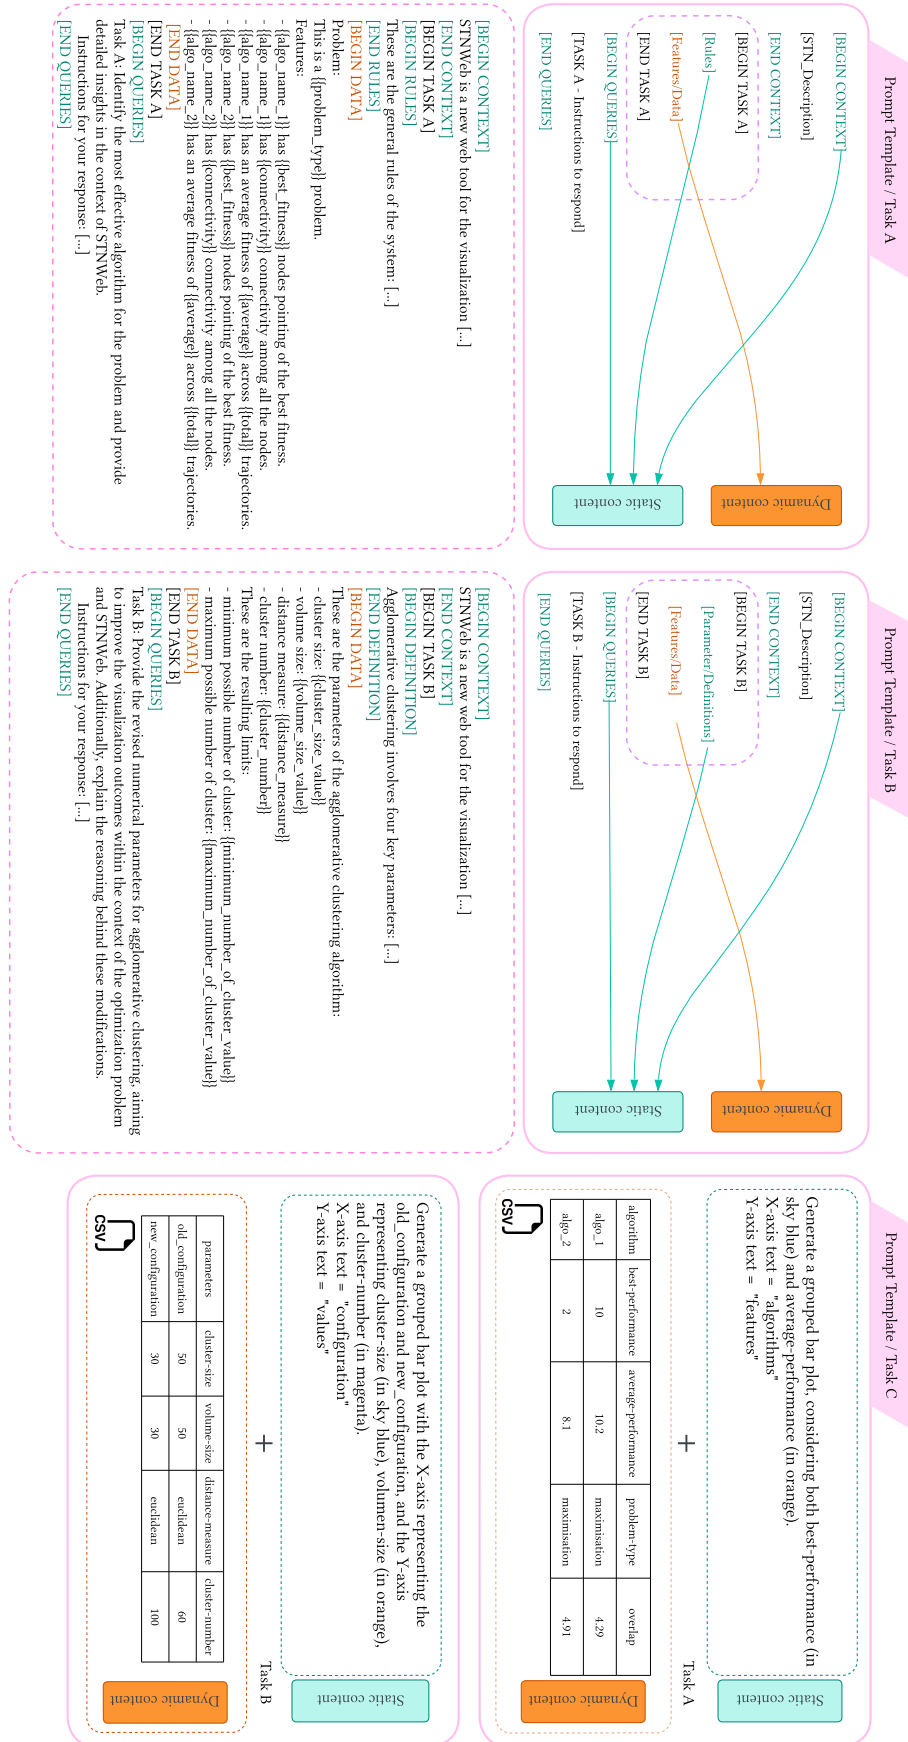 Prompt Template / Task A
[BEGIN CONTEXT]
[STN_Description]
[END CONTEXT]
[BEGIN TASK A]
[Rules]
[Features/Data]
[END TASK A]
[BEGIN QUERIES]
[TASK A - Instructions to respond]
[END QUERIES]
Dynamic content
Static content
[BEGIN CONTEXT]
STNWeb is a new web tool for the visualization [...]
[END CONTEXT]
[BEGIN TASK A]
[BEGIN RULES]
These are the general rules of the system: [...]
[END RULES]
[BEGIN DATA]
Problem:
This is a {{problem_type}} problem.
Features:
- {{algo_name_1}} has {{best_fitness}} nodes pointing of the best fitness.
- {{algo_name_1}} has {{connectivity}} connectivity among all the nodes.
- {{algo_name_1}} has an average fitness of {{average}} across {{total}} trajectories.
- {{algo_name_2}} has {{best_fitness}} nodes pointing of the best fitness.
- {{algo_name_2}} has {{connectivity}} connectivity among all the nodes.
- {{algo_name_2}} has an average fitness of {{average}} across {{total}} trajectories.
[END DATA]
[END TASK A]
[BEGIN QUERIES]
Task A: Identify the most effective algorithm for the problem and provide
detailed insights in the context of STNWeb.
Instructions for your response: [...]
[END QUERIES]
Prompt Template / Task B
[BEGIN CONTEXT]
[STN_Description]
[END CONTEXT]
[BEGIN TASK B]
[Parameter/Definitions]
[Features/Data]
[END TASK B]
[BEGIN QUERIES]
[TASK B - Instructions to respond]
[END QUERIES]
Dynamic content
Static content
[BEGIN CONTEXT]
STNWeb is a new web tool for the visualization [...]
[END CONTEXT]
[BEGIN TASK B]
[BEGIN DEFINITION]
Agglomerative clustering involves four key parameters: [...]
[END DEFINITION]
[BEGIN DATA]
These are the parameters of the agglomerative clustering algorithm:
- cluster size: {{cluster_size_value}}
- volume size: {{volume_size_value}}
- distance measure: {{distance_measure}}
- cluster number: {{cluster_number}}
These are the resulting limits:
- minimum possible number of cluster: {{minimum_number_of_cluster_value}}
- maximum possible number of cluster: {{maximum_number_of_cluster_value}}
[END DATA]
[END TASK B]
[BEGIN QUERIES]
Task B: Provide the revised numerical parameters for agglomerative clustering, aiming
to improve the visualization outcomes within the context of the optimization problem
and STNWeb. Additionally, explain the reasoning behind these modifications.
Instructions for your response: [...]
[END QUERIES]
Prompt Template / Task C
Generate a grouped bar plot, considering both best-performance (in
sky blue) and average-performance (in orange).
X-axis text = "algorithms"
Y-axis text = "features"
Static content
+
Task A
algorithm best-performance average-performance problem-type overlap
algo_1 10 10.2 maximisation 4.29
algo_2 2 8.1 maximisation 4.91
CSV
Dynamic content
Generate a grouped bar plot with the X-axis representing the
old_configuration and new_configuration, and the Y-axis
representing cluster-size (in sky blue), volumen-size (in orange),
and cluster-number (in magenta).
X-axis text = "configuration"
Y-axis text = "values"
Static content
+
Task B
parameters cluster-size volume-size distance-measure cluster-number
old_configuration 50 50 euclidean 60
new_configuration 30 30 euclidean 100
CSV
Dynamic content